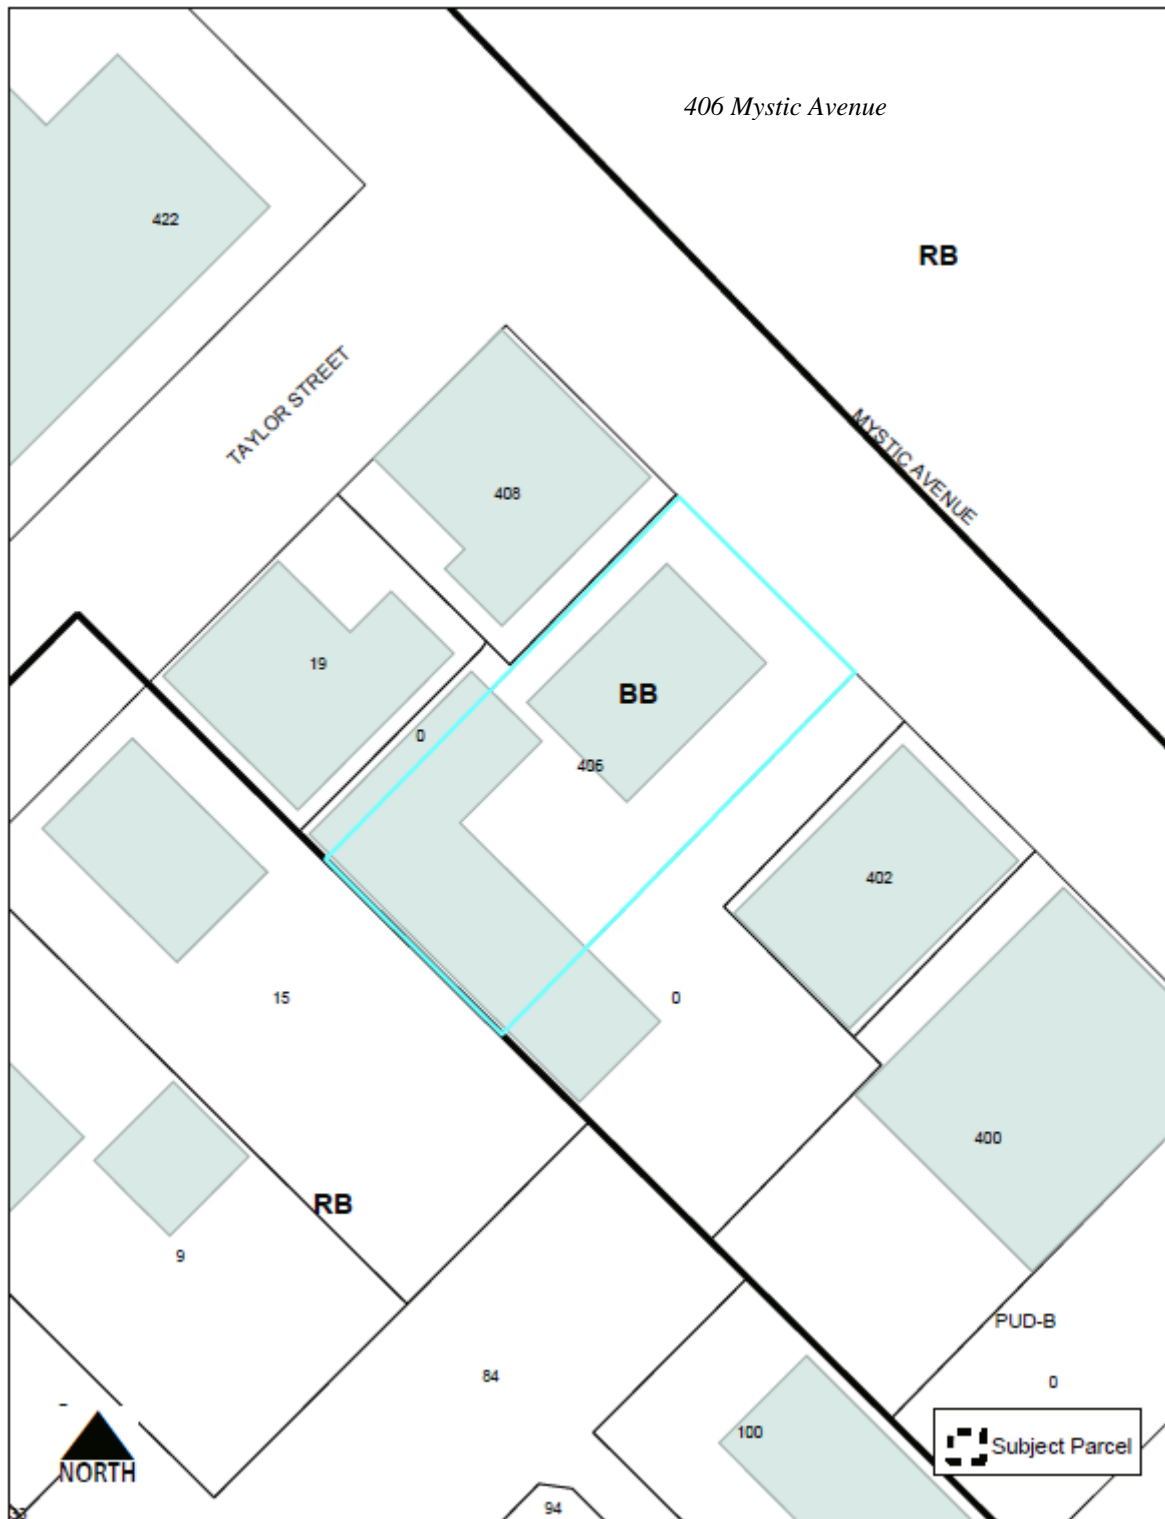 406 Mystic Avenue
422
RB
TAYLOR STREET
MYSTIC AVENUE
408
19
BB
0
406
402
15
0
400
RB
9
PUD-B
84
0
100
Subject Parcel
NORTH
94